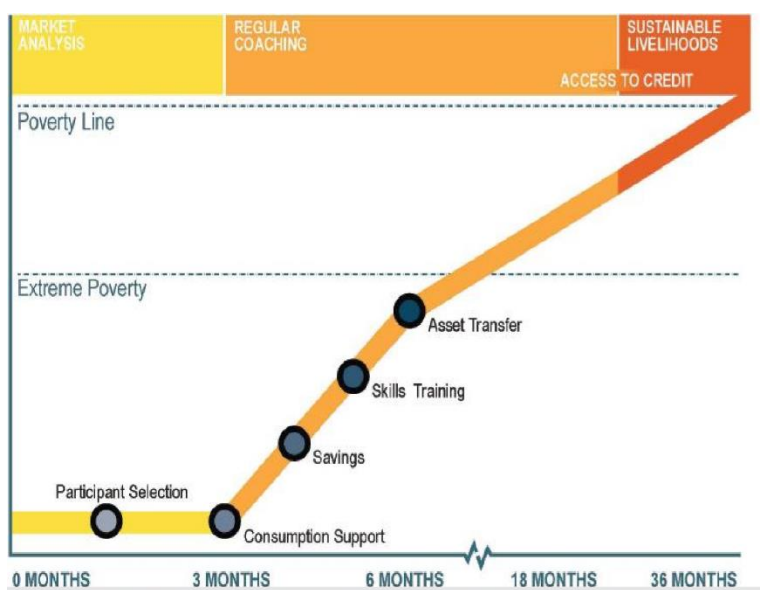 MARKET
ANALYSIS
REGULAR
COACHING
SUSTAINABLE
LIVELIHOODS
ACCESS TO CREDIT
Poverty Line
Extreme Poverty
Asset Transfer
Skills Training
Savings
Participant Selection
Consumption Support
0 MONTHS 3 MONTHS 6 MONTHS 18 MONTHS 36 MONTHS